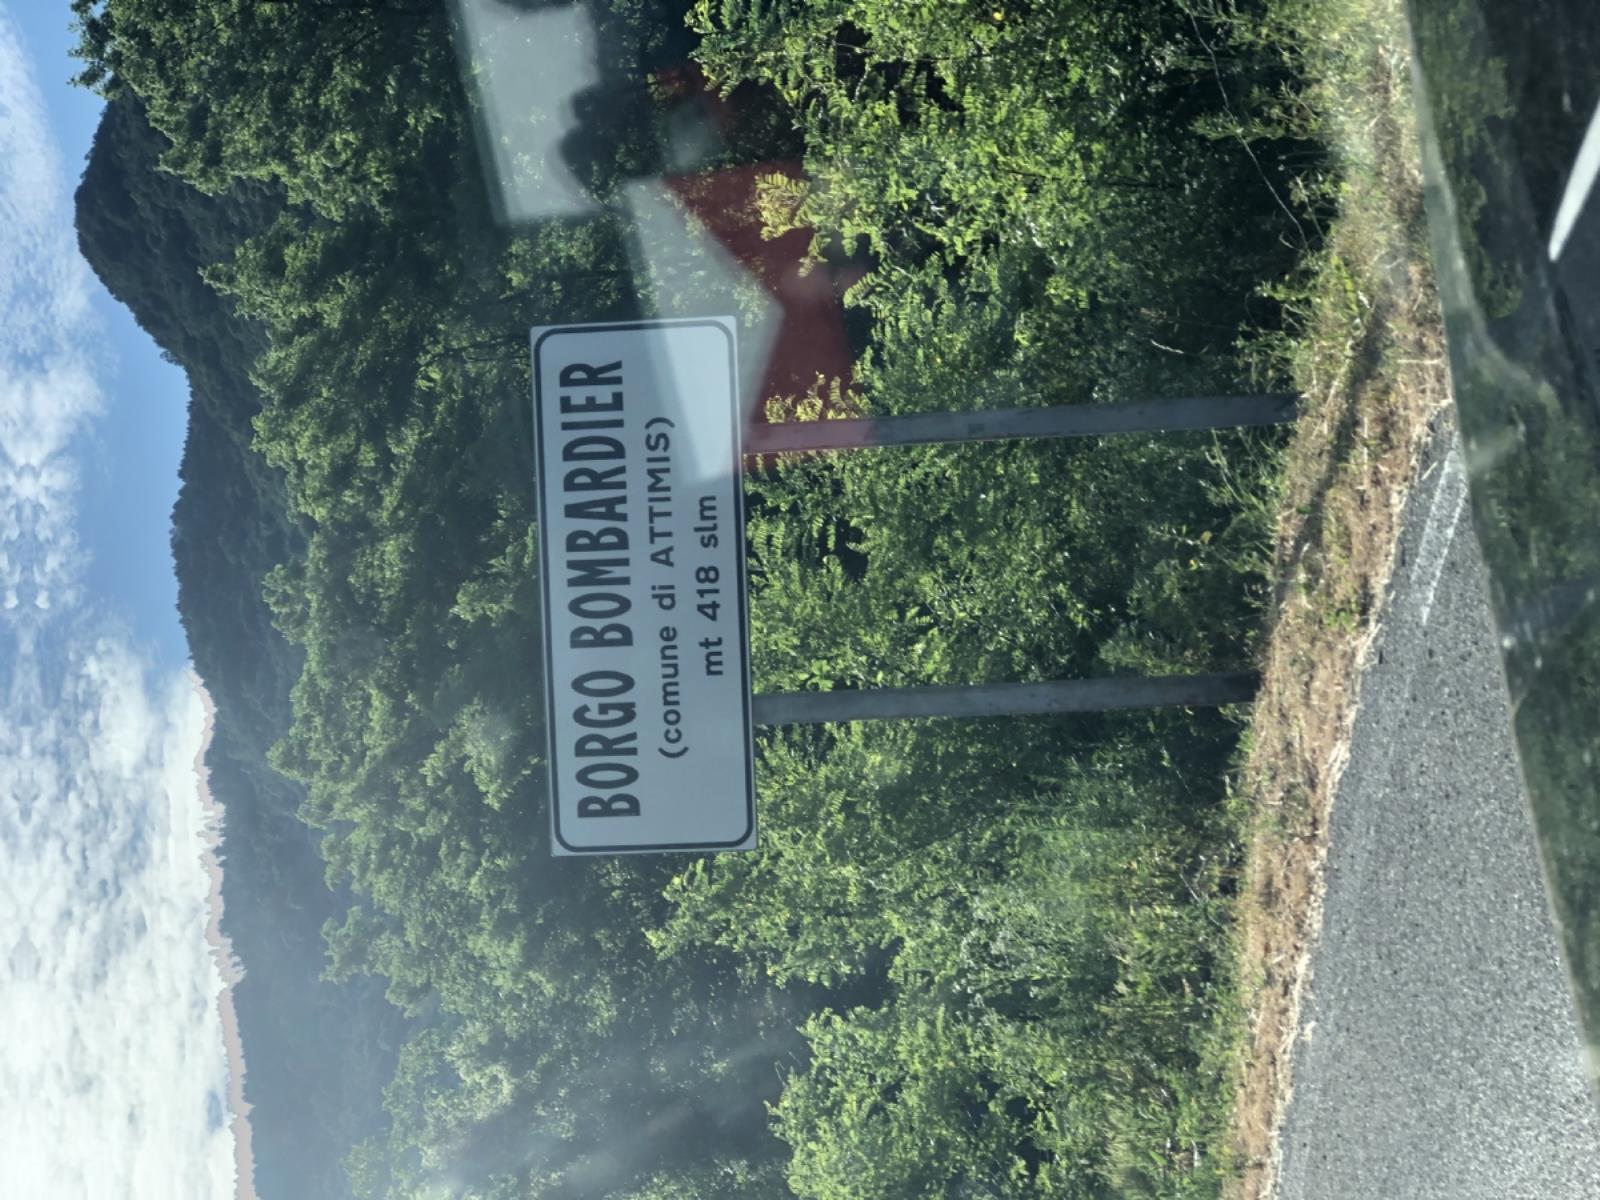 BORGO BOMBARDIER
(comune di ATTIMIS)
mt 418 slm